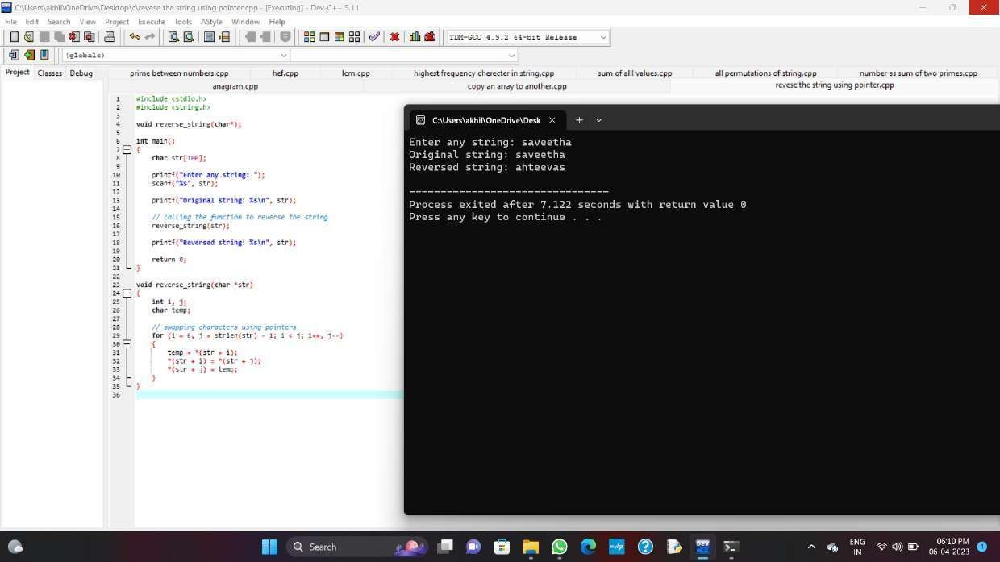 C:\Users\akhil\OneDrive\Desktop\c\revese the string using pointer.cpp - [Executing] - Dev-C++ 5.11
File Edit Search View Project Execute Tools AStyle Window Help
TDM-GCC 4.9.2 64-bit Release
(globals)
Project Classes Debug
prime between numbers.cpp hef.cpp lcm.cpp highest frequency cherecter in string.cpp sum of alll values.cpp all permutations of string.cpp number as sum of two primes.cpp
anagram.cpp copy an array to another.cpp revese the string using pointer.cpp
1 #include <stdio.h>
2 #include <string.h>
3
4 void reverse_string(char*);
5
6 int main()
7 {
8 char str[100];
9
10 printf("Enter any string: ");
11 scanf("%s", str);
12
13 printf("Original string: %s\n", str);
14
15 // calling the function to reverse the string
16 reverse_string(str);
17
18 printf("Reversed string: %s\n", str);
19
20 return 0;
21 }
22
23 void reverse_string(char *str)
24 {
25 int i, j;
26 char temp;
27
28 // swapping characters using pointers
29 for (i = 0, j = strlen(str) - 1; i < j; i++, j--)
30 {
31 temp = *(str + i);
32 *(str + i) = *(str + j);
33 *(str + j) = temp;
34 }
35 }
36
C:\Users\akhil\OneDrive\Desk
Enter any string: saveetha
Original string: saveetha
Reversed string: ahteevas
--------------------------------
Process exited after 7.122 seconds with return value 0
Press any key to continue . . .
Search
DEV
ENG
IN
06:10 PM
06-04-2023
1